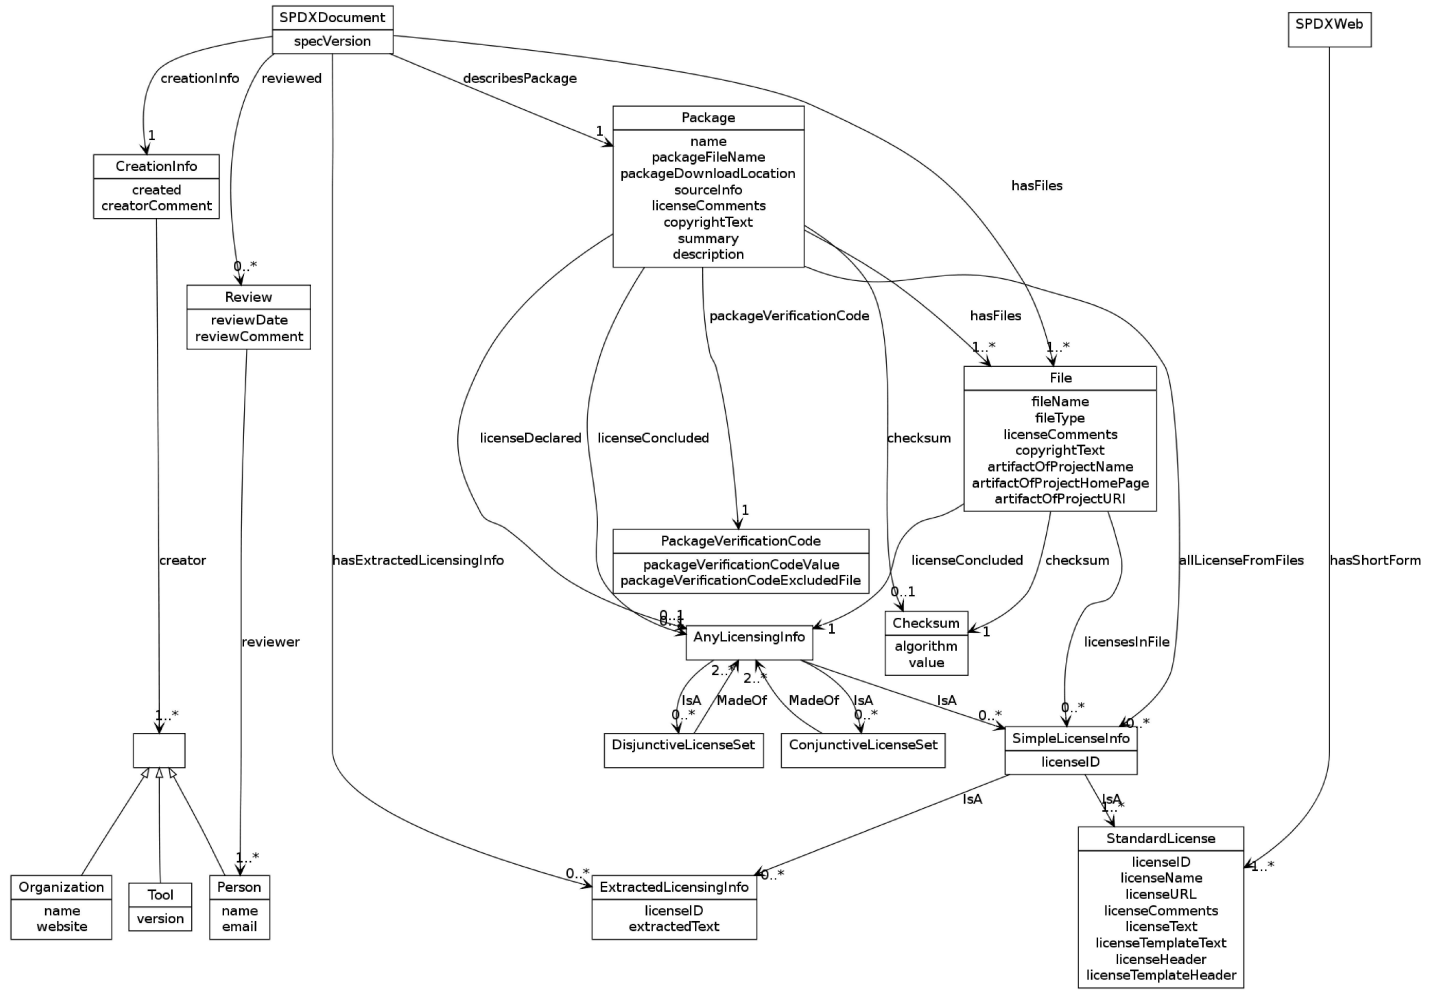 SPDXDocument
specVersion
SPDXWeb
creationInfo
reviewed
describesPackage
hasFiles
1
1
CreationInfo
created
creatorComment
Package
name
packageFileName
packageDownloadLocation
sourceInfo
licenseComments
copyrightText
summary
description
0..*
Review
reviewDate
reviewComment
packageVerificationCode
hasFiles
1..*
1..*
File
fileName
fileType
licenseComments
copyrightText
artifactOfProjectName
artifactOfProjectHomePage
artifactOfProjectURI
licenseDeclared
licenseConcluded
checksum
1
PackageVerificationCode
packageVerificationCodeValue
packageVerificationCodeExcludedFile
creator
hasExtractedLicensingInfo
licenseConcluded
checksum
allLicenseFromFiles
hasShortForm
0..1
0..1
0..1
1
1
AnyLicensingInfo
Checksum
algorithm
value
reviewer
licensesInFile
2..*
2..*
IsA
MadeOf
MadeOf
IsA
IsA
0..*
0..*
0..*
0..*
0..*
1..*
DisjunctiveLicenseSet
ConjunctiveLicenseSet
SimpleLicenseInfo
licenseID
IsA
IsA
1..*
1..*
0..*
0..*
1..*
Organization
name
website
Tool
version
Person
name
email
ExtractedLicensingInfo
licenseID
extractedText
StandardLicense
licenseID
licenseName
licenseURL
licenseComments
licenseText
licenseTemplateText
licenseHeader
licenseTemplateHeader